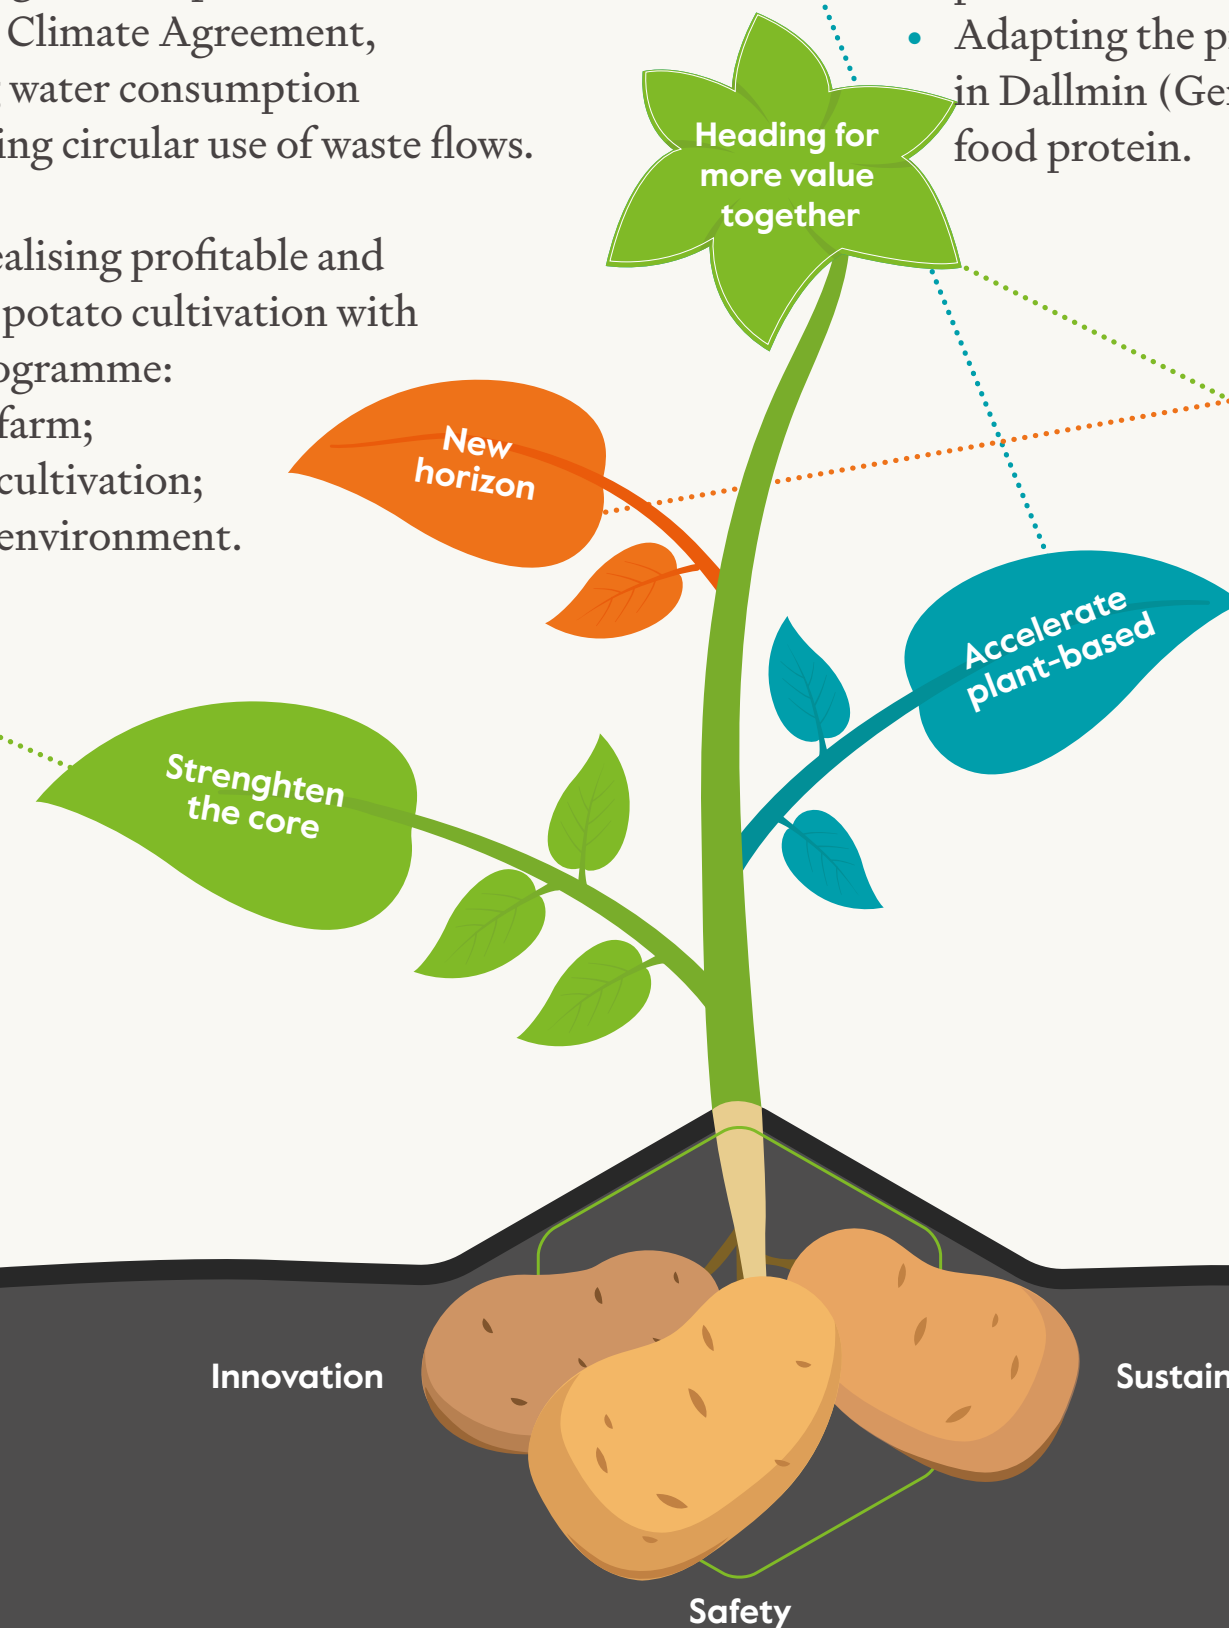 Climate Agreement,
water consumption
ing circular use of waste flows.
ealising profitable and
potato cultivation with
ogramme:
farm;
cultivation;
environment.
• Adapting the p
in Dallmin (Ge
food protein.
Heading for
more value
together
New
horizon
Accelerate
plant-based
Strenghten
the core
Innovation
Sustain
Safety